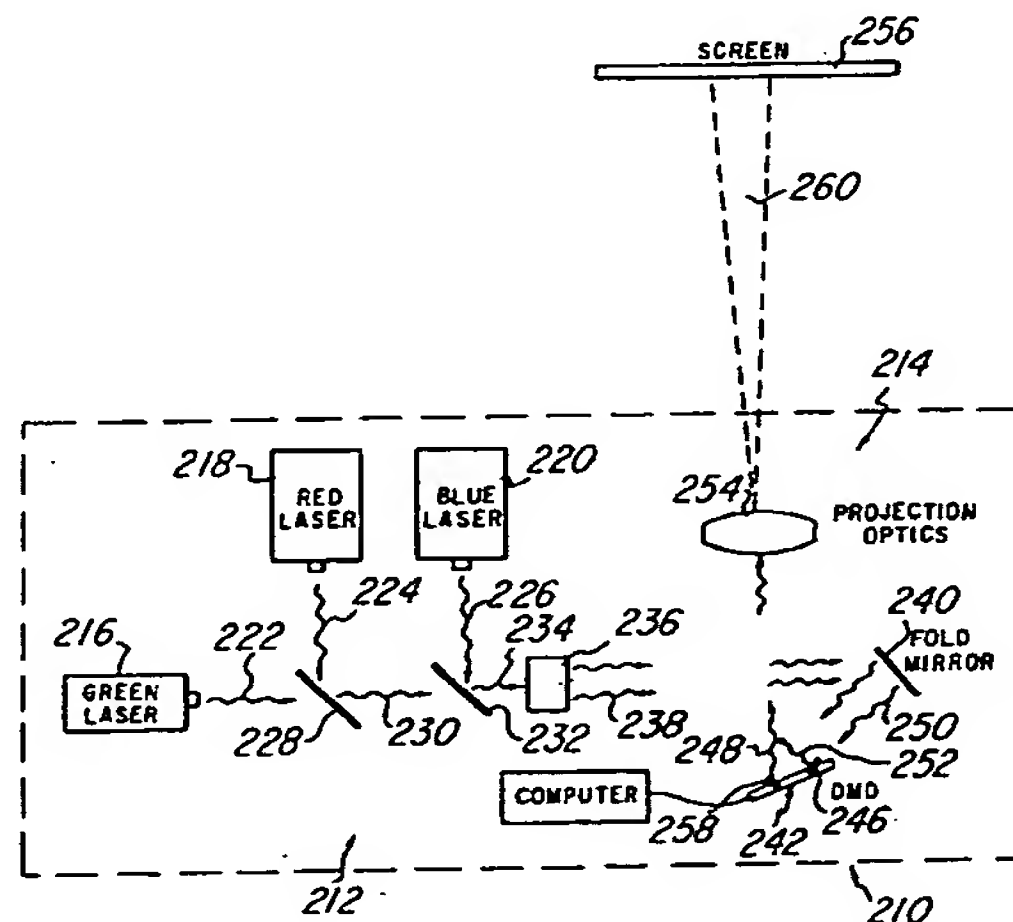 SCREEN
256
260
214
218
220
RED
LASER
BLUE
LASER
254
PROJECTION
OPTICS
224
226
234
236
240
FOLD
MIRROR
216
222
GREEN
LASER
228
230
232
238
250
248
252
COMPUTER
DMD
258
242
246
212
210